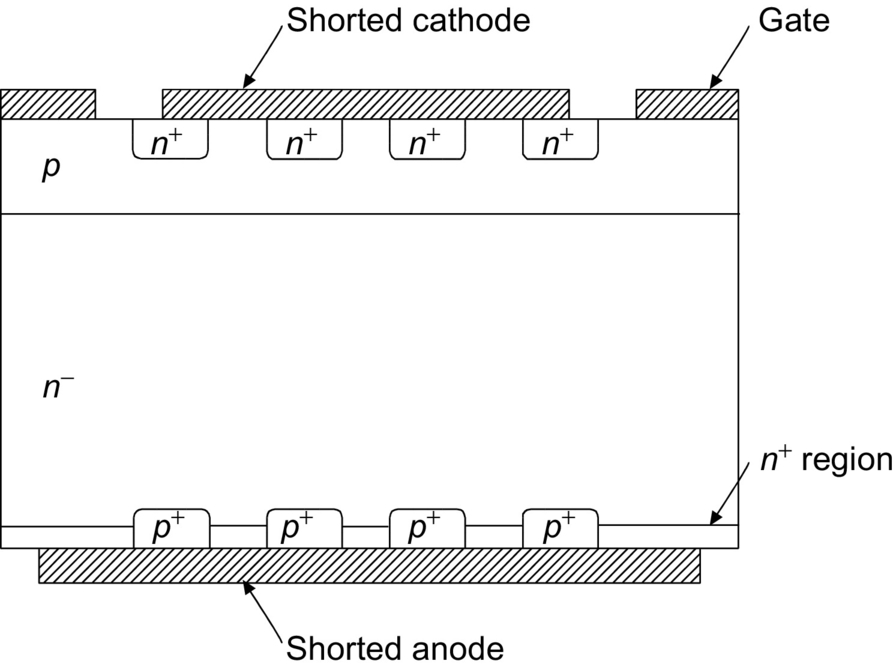 Shorted cathode
Gate
n⁺ n⁺ n⁺ n⁺
p
n⁻
n⁺ region
p⁺ p⁺ p⁺ p⁺
Shorted anode